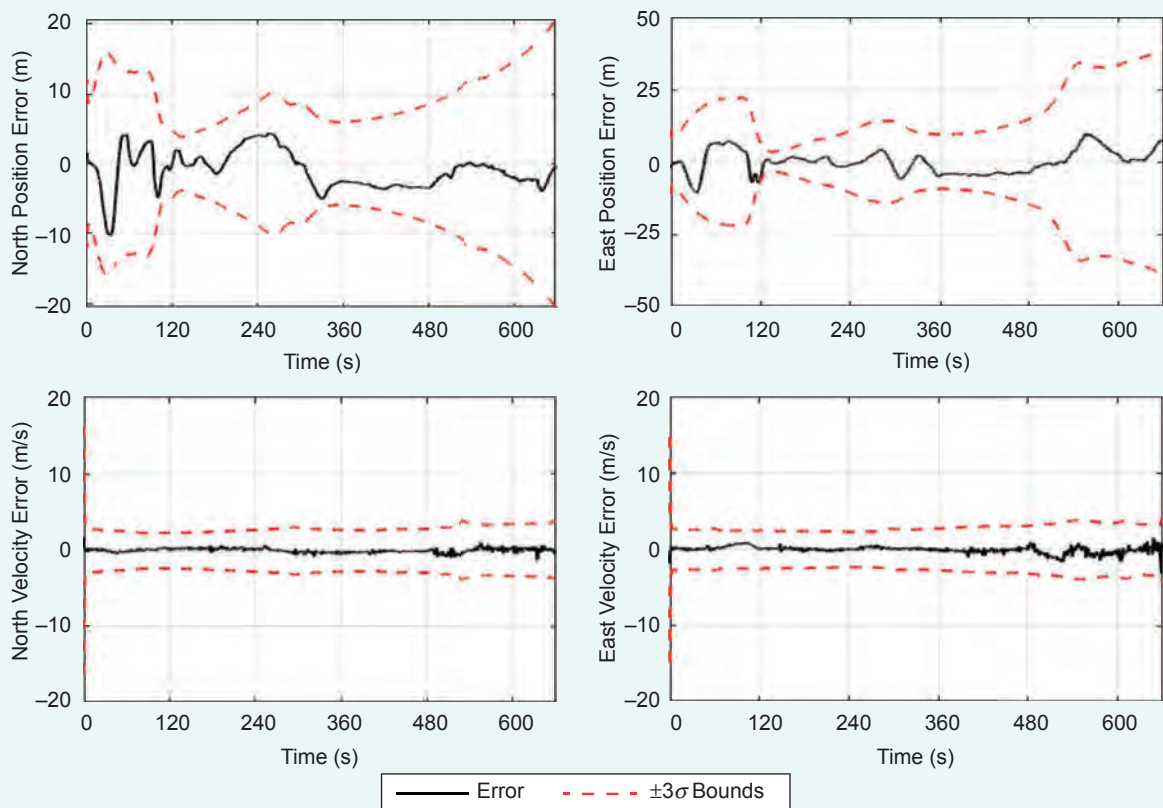 North Position Error (m)
20
10
0
–10
–20
0 120 240 360 480 600
Time (s)
East Position Error (m)
50
25
0
–25
–50
0 120 240 360 480 600
Time (s)
North Velocity Error (m/s)
20
10
0
–10
–20
0 120 240 360 480 600
Time (s)
East Velocity Error (m/s)
20
10
0
–10
–20
0 120 240 360 480 600
Time (s)
Error ±3σ Bounds